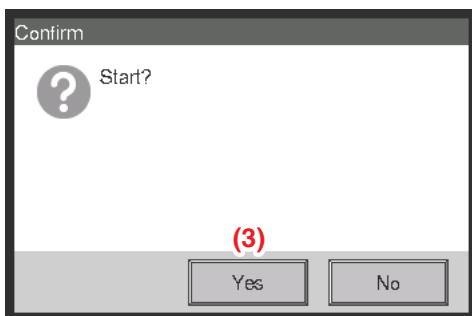 Confirm
Start?
(3)
Yes No